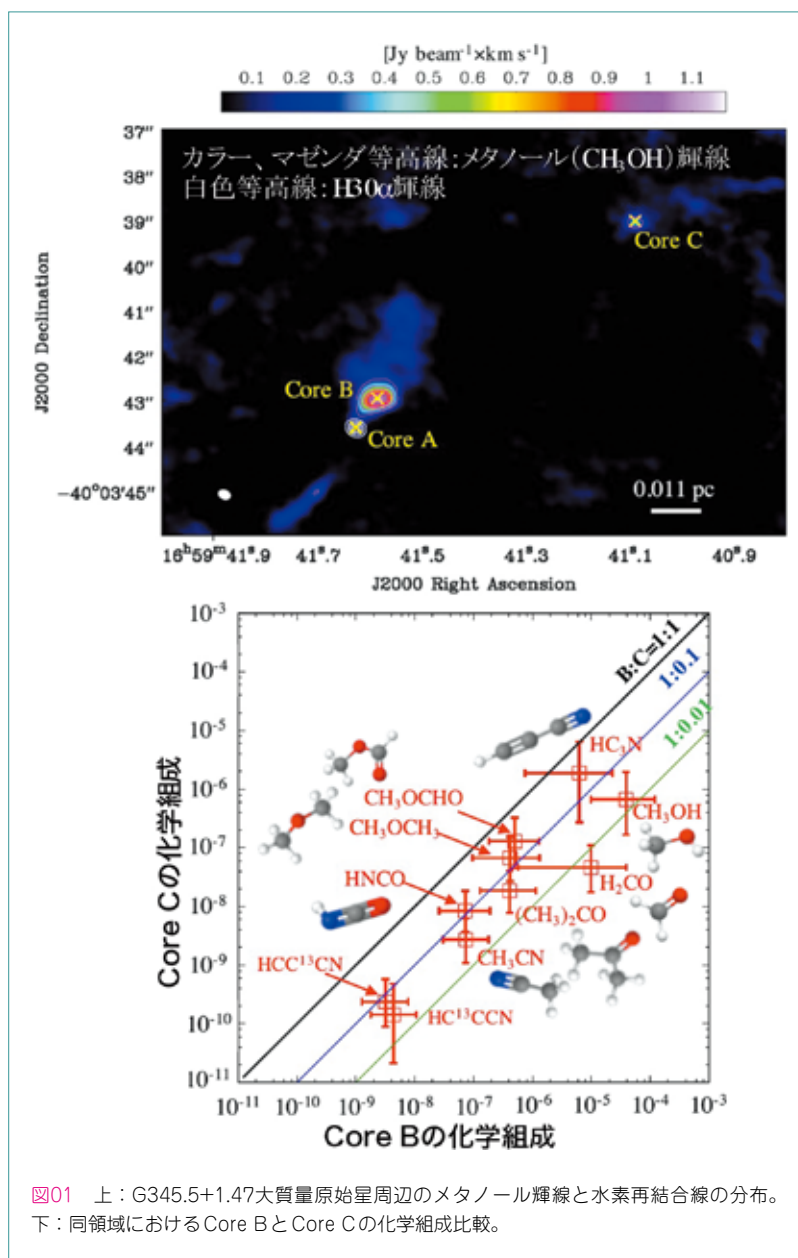 [Jy beam⁻¹×km s⁻¹]
0.1 0.2 0.3 0.4 0.5 0.6 0.7 0.8 0.9 1 1.1
カラー、マゼンダ等高線:メタノール(CH₃OH)輝線
白色等高線:H30α輝線
37″
38″
39″
40″
41″
42″
43″
44″
−40°03′45″
J2000 Declination
Core C
Core B
Core A
0.011 pc
16ʰ59ᵐ41ˢ.9 41ˢ.7 41ˢ.5 41ˢ.3 41ˢ.1 40ˢ.9
J2000 Right Ascension
10⁻³
10⁻⁴
10⁻⁵
10⁻⁶
10⁻⁷
10⁻⁸
10⁻⁹
10⁻¹⁰
10⁻¹¹
Core Cの化学組成
B:C=1:1
1:0.1
1:0.01
HC₃N
CH₃OCHO
CH₃OH
CH₃OCH₃
HNCO
H₂CO
(CH₃)₂CO
CH₃CN
HCC¹³CN
HC¹³CCN
10⁻¹¹ 10⁻¹⁰ 10⁻⁹ 10⁻⁸ 10⁻⁷ 10⁻⁶ 10⁻⁵ 10⁻⁴ 10⁻³
Core Bの化学組成
図01 上:G345.5+1.47大質量原始星周辺のメタノール輝線と水素再結合線の分布。
下:同領域におけるCore BとCore Cの化学組成比較。